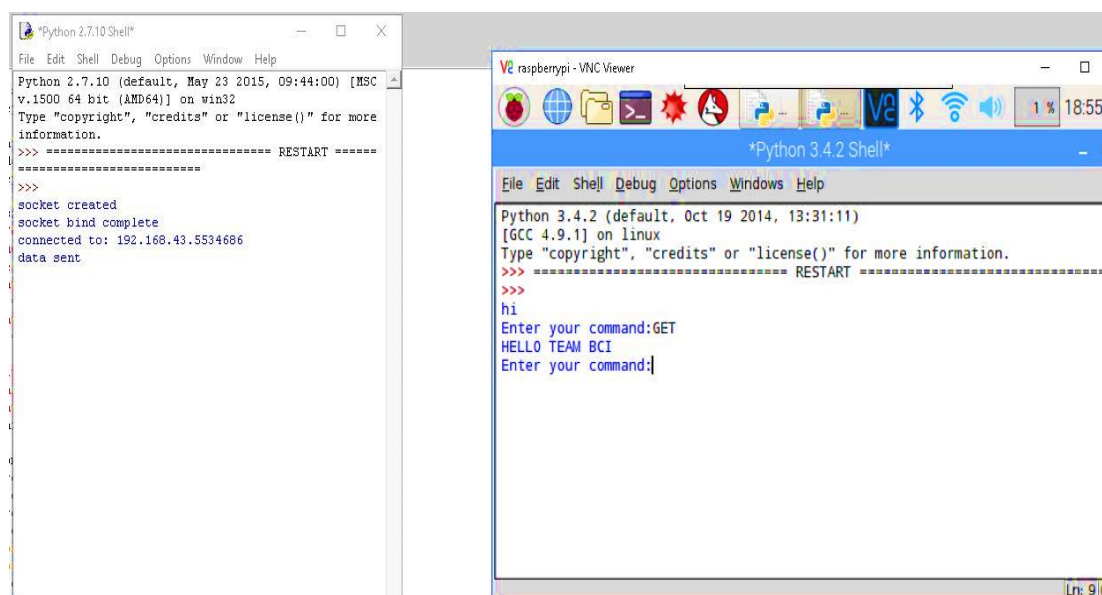 *Python 2.7.10 Shell*
File Edit Shell Debug Options Window Help
Python 2.7.10 (default, May 23 2015, 09:44:00) [MSC
v.1500 64 bit (AMD64)] on win32
Type "copyright", "credits" or "license()" for more
information.
>>> ================================ RESTART ======
==========================
>>>
socket created
socket bind complete
connected to: 192.168.43.5534686
data sent
VNC raspberrypi - VNC Viewer
1 % 18:55
*Python 3.4.2 Shell*
File Edit Shell Debug Options Windows Help
Python 3.4.2 (default, Oct 19 2014, 13:31:11)
[GCC 4.9.1] on linux
Type "copyright", "credits" or "license()" for more information.
>>> ================================ RESTART ===============================
>>>
hi
Enter your command:GET
HELLO TEAM BCI
Enter your command:
Ln: 9